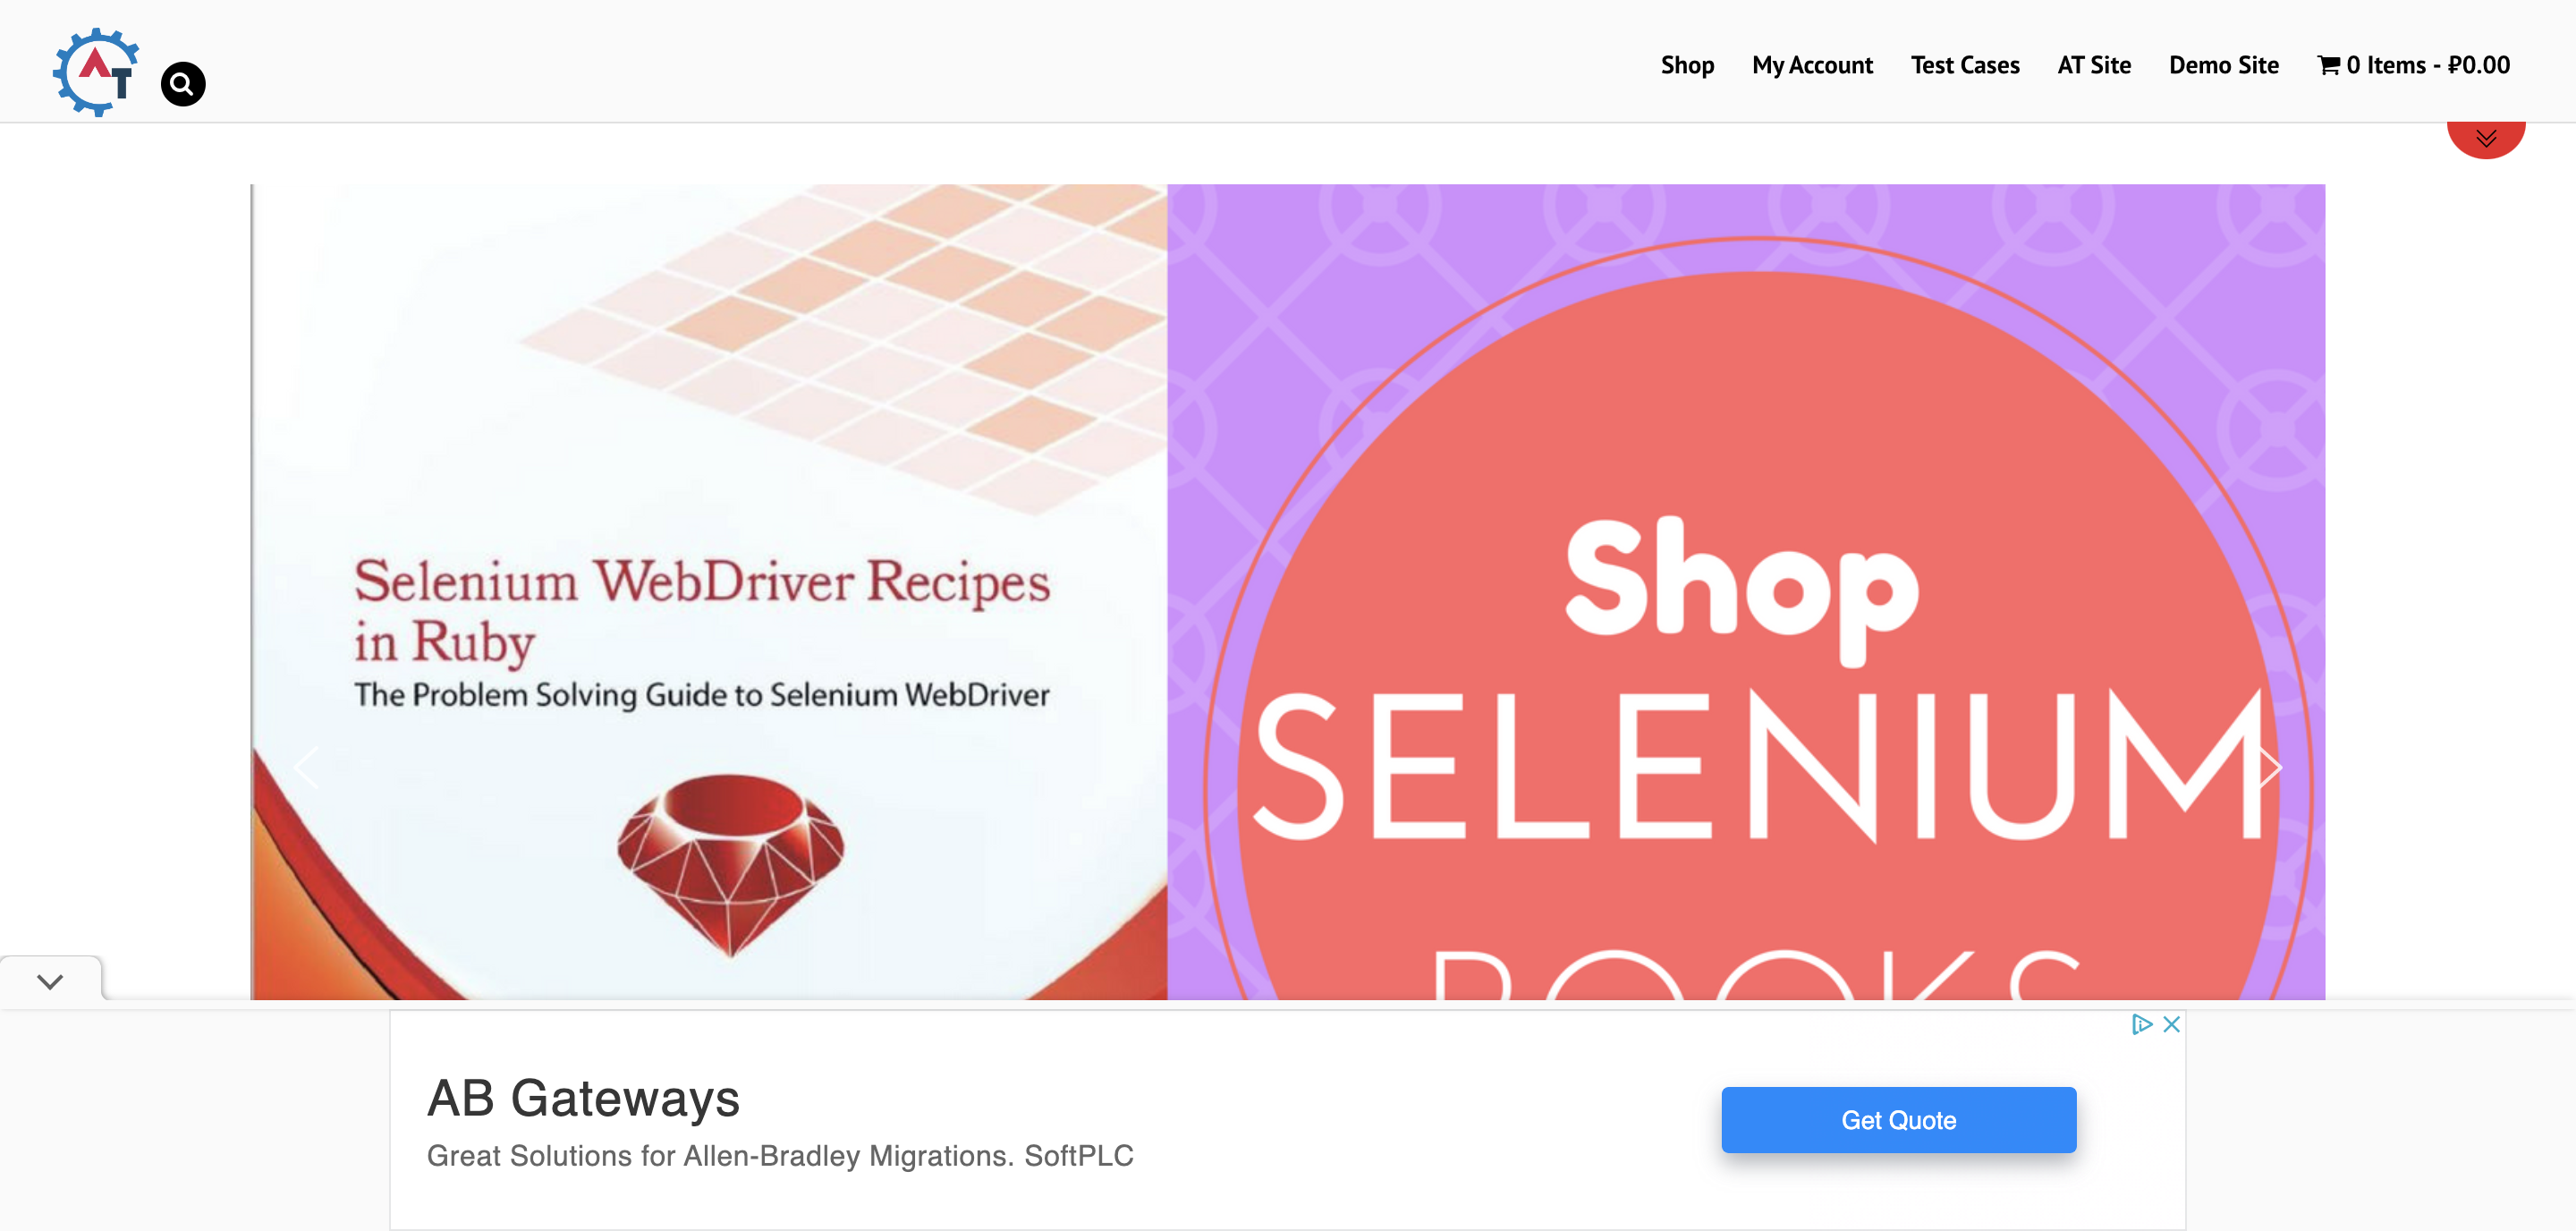 AT
Shop My Account Test Cases AT Site Demo Site 0 Items - ₽0.00
Selenium WebDriver Recipes
in Ruby
The Problem Solving Guide to Selenium WebDriver
Shop
SELENIUM
BOOKS
AB Gateways
Great Solutions for Allen-Bradley Migrations. SoftPLC
Get Quote